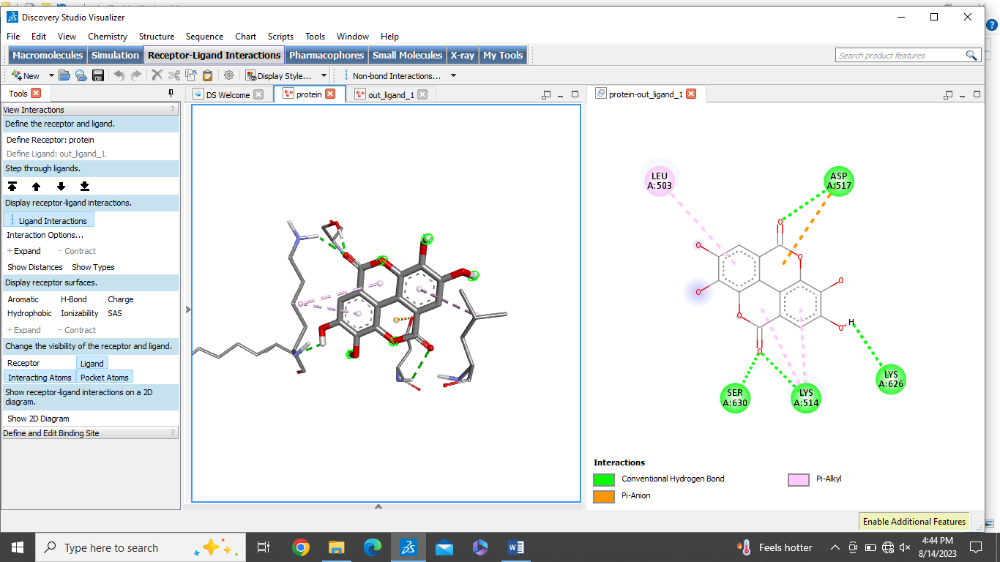 Discovery Studio Visualizer
File Edit View Chemistry Structure Sequence Chart Scripts Tools Window Help
Macromolecules Simulation Receptor-Ligand Interactions Pharmacophores Small Molecules X-ray My Tools
Search product features
New Display Style... Non-bond Interactions...
Tools
DS Welcome protein out_ligand_1
protein-out_ligand_1
View Interactions ?
Define the receptor and ligand.
Define Receptor: protein
Define Ligand: out_ligand_1
Step through ligands.
Display receptor-ligand interactions.
Ligand Interactions
Interaction Options...
+ Expand - Contract
Show Distances Show Types
Display receptor surfaces.
Aromatic H-Bond Charge
Hydrophobic Ionizability SAS
+ Expand - Contract
Change the visibility of the receptor and ligand.
Receptor Ligand
Interacting Atoms Pocket Atoms
Show receptor-ligand interactions on a 2D
diagram.
Show 2D Diagram
Define and Edit Binding Site ?
LEU
A:503
ASP
A:517
O
O
O
O
O
O
O
H
O
SER
A:630
LYS
A:514
LYS
A:626
Interactions
Conventional Hydrogen Bond
Pi-Anion
Pi-Alkyl
Enable Additional Features
Type here to search
Feels hotter
4:44 PM
8/14/2023